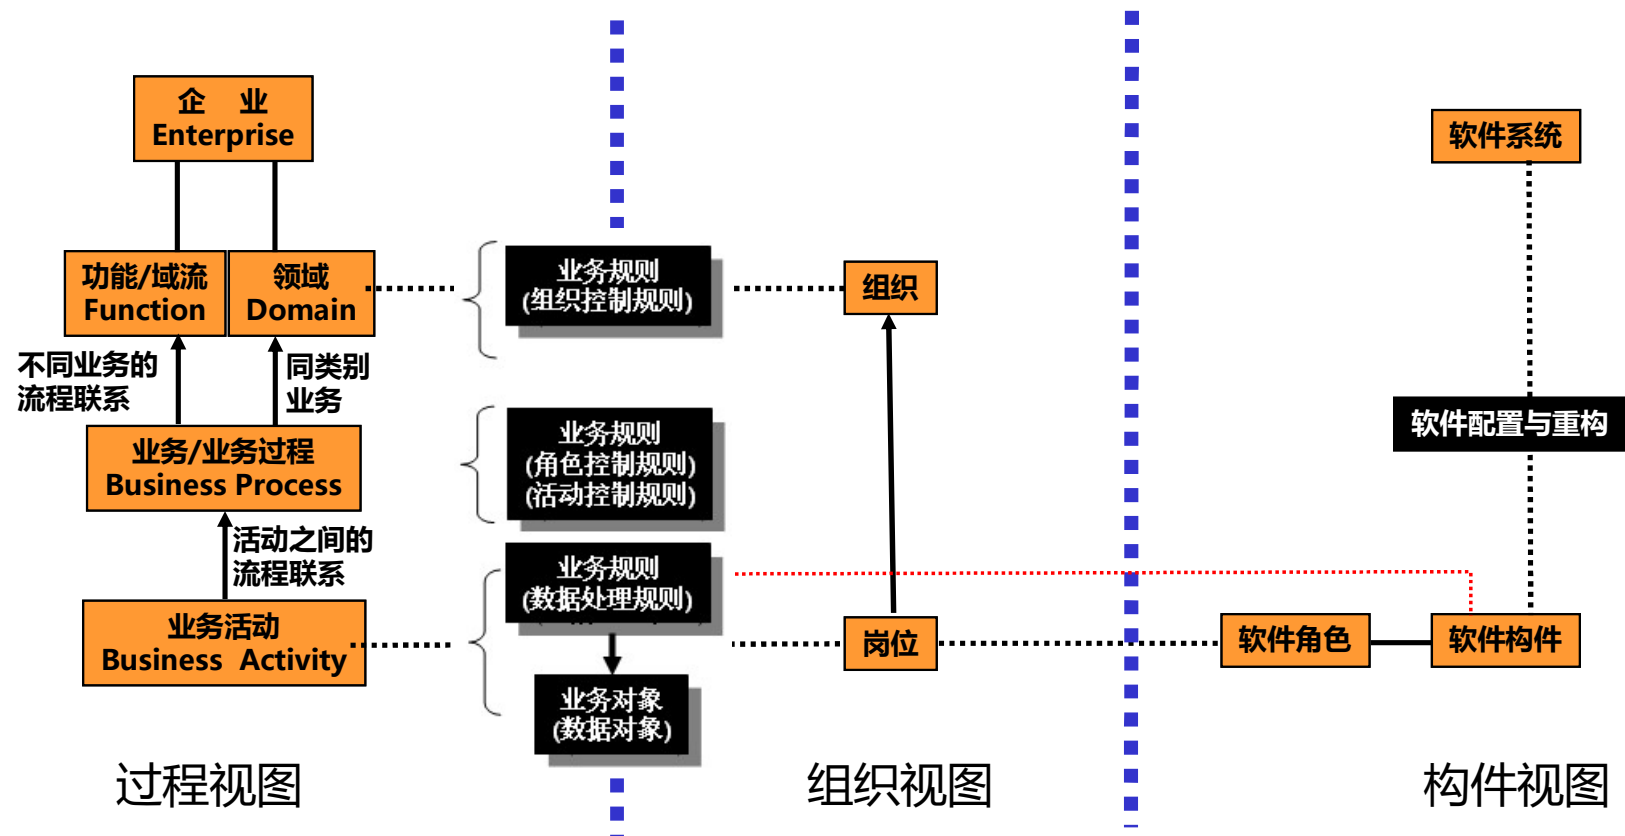 企 业
Enterprise
功能/域流
Function
领域
Domain
不同业务的
流程联系
同类别
业务
业务/业务过程
Business Process
活动之间的
流程联系
业务活动
Business Activity
过程视图
业务规则
(组织控制规则)
业务规则
(角色控制规则)
(活动控制规则)
业务规则
(数据处理规则)
业务对象
(数据对象)
组织
岗位
组织视图
软件系统
软件配置与重构
软件角色
软件构件
构件视图